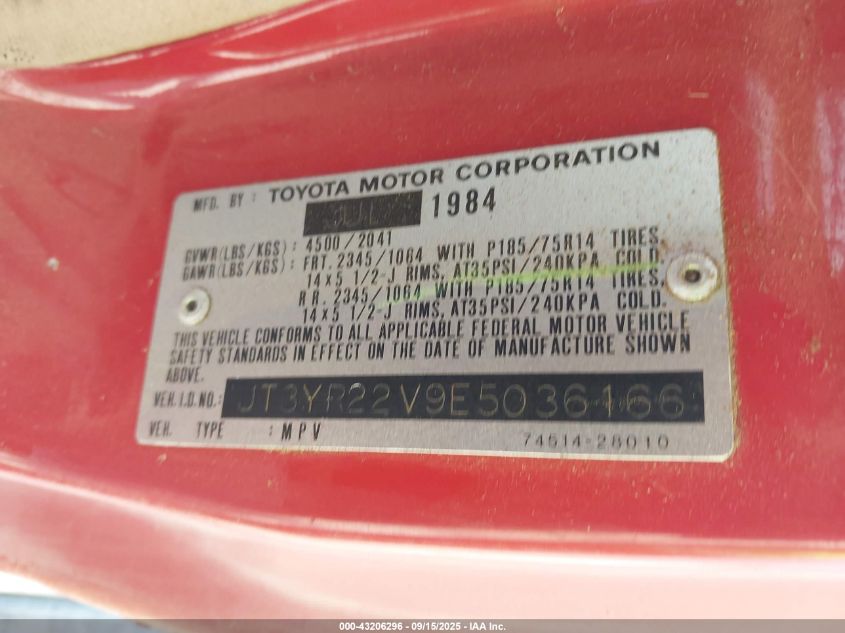 MFD. BY : TOYOTA MOTOR CORPORATION
JUL 1984
GVWR(LBS/KGS) : 4500/2041
GAWR(LBS/KGS) : FRT. 2345/1064 WITH P185/75R14 TIRES,
14x5 1/2-J RIMS, AT35PSI/240KPA COLD.
RR. 2345/1064 WITH P185/75R14 TIRES,
14x5 1/2-J RIMS, AT35PSI/240KPA COLD.
THIS VEHICLE CONFORMS TO ALL APPLICABLE FEDERAL MOTOR VEHICLE
SAFETY STANDARDS IN EFFECT ON THE DATE OF MANUFACTURE SHOWN
ABOVE.
VEH. I.D. NO.: JT3YR22V9E5036166
VEH. TYPE : MPV 74514-28010
000-43206296 - 09/15/2025 - IAA Inc.